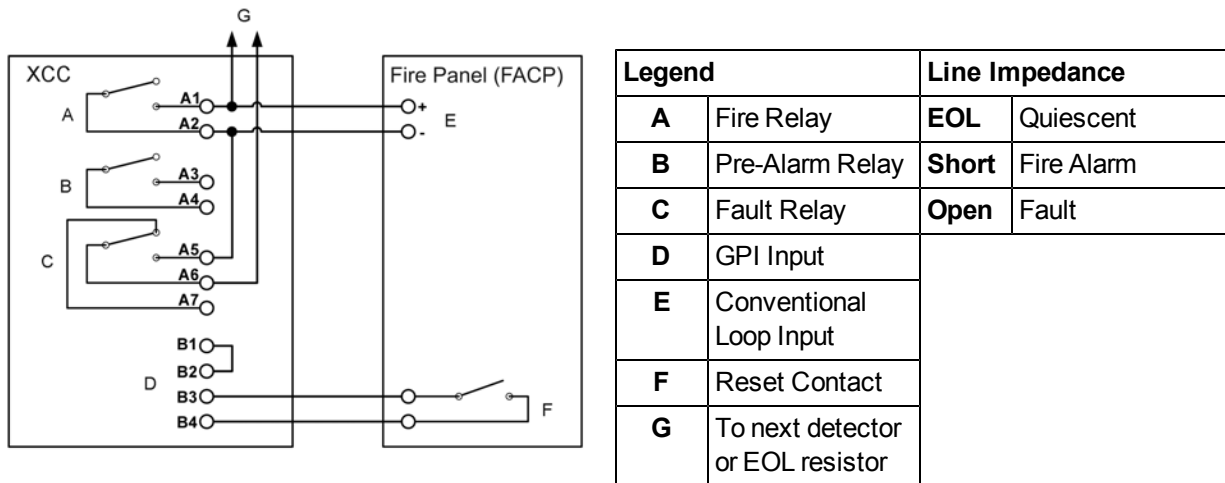 G
XCC
Fire Panel (FACP)
A
A1
A2
+
-
E
B
A3
A4
C
A5
A6
A7
D
B1
B2
B3
B4
F
Legend
Line Impedance
A Fire Relay EOL Quiescent
B Pre-Alarm Relay Short Fire Alarm
C Fault Relay Open Fault
D GPI Input
E Conventional
Loop Input
F Reset Contact
G To next detector
or EOL resistor